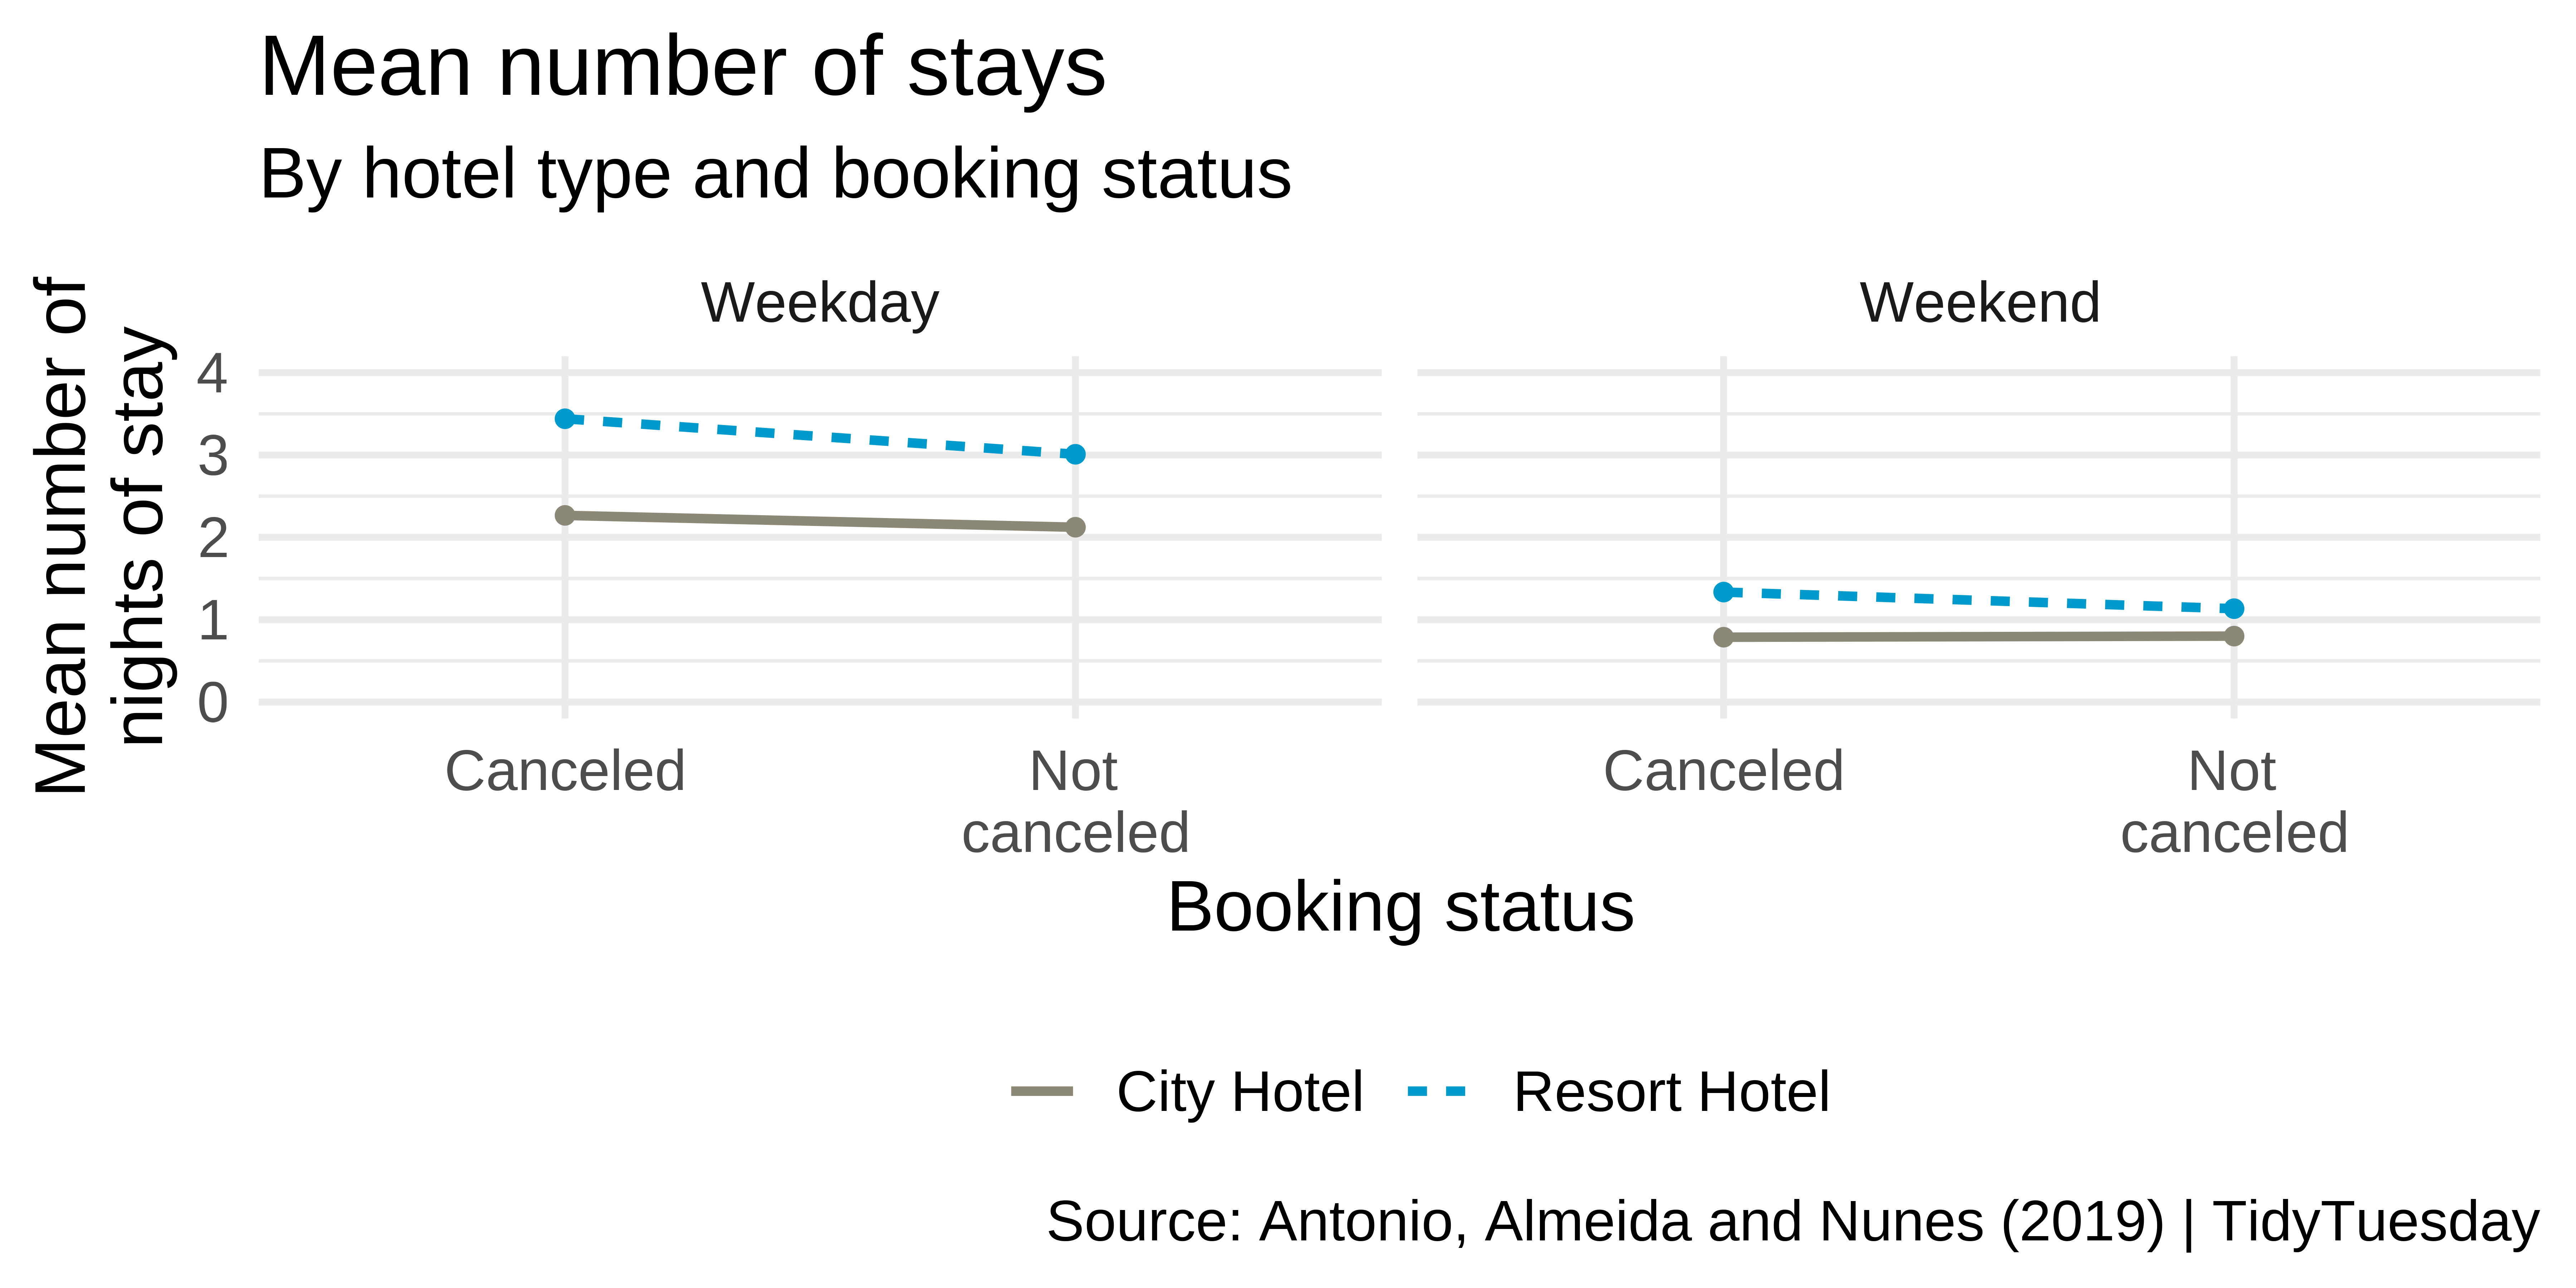 Mean number of stays
By hotel type and booking status
Mean number of
nights of stay
Weekday
Weekend
4
3
2
1
0
Canceled
Not
canceled
Canceled
Not
canceled
Booking status
City Hotel
Resort Hotel
Source: Antonio, Almeida and Nunes (2019) | TidyTuesday